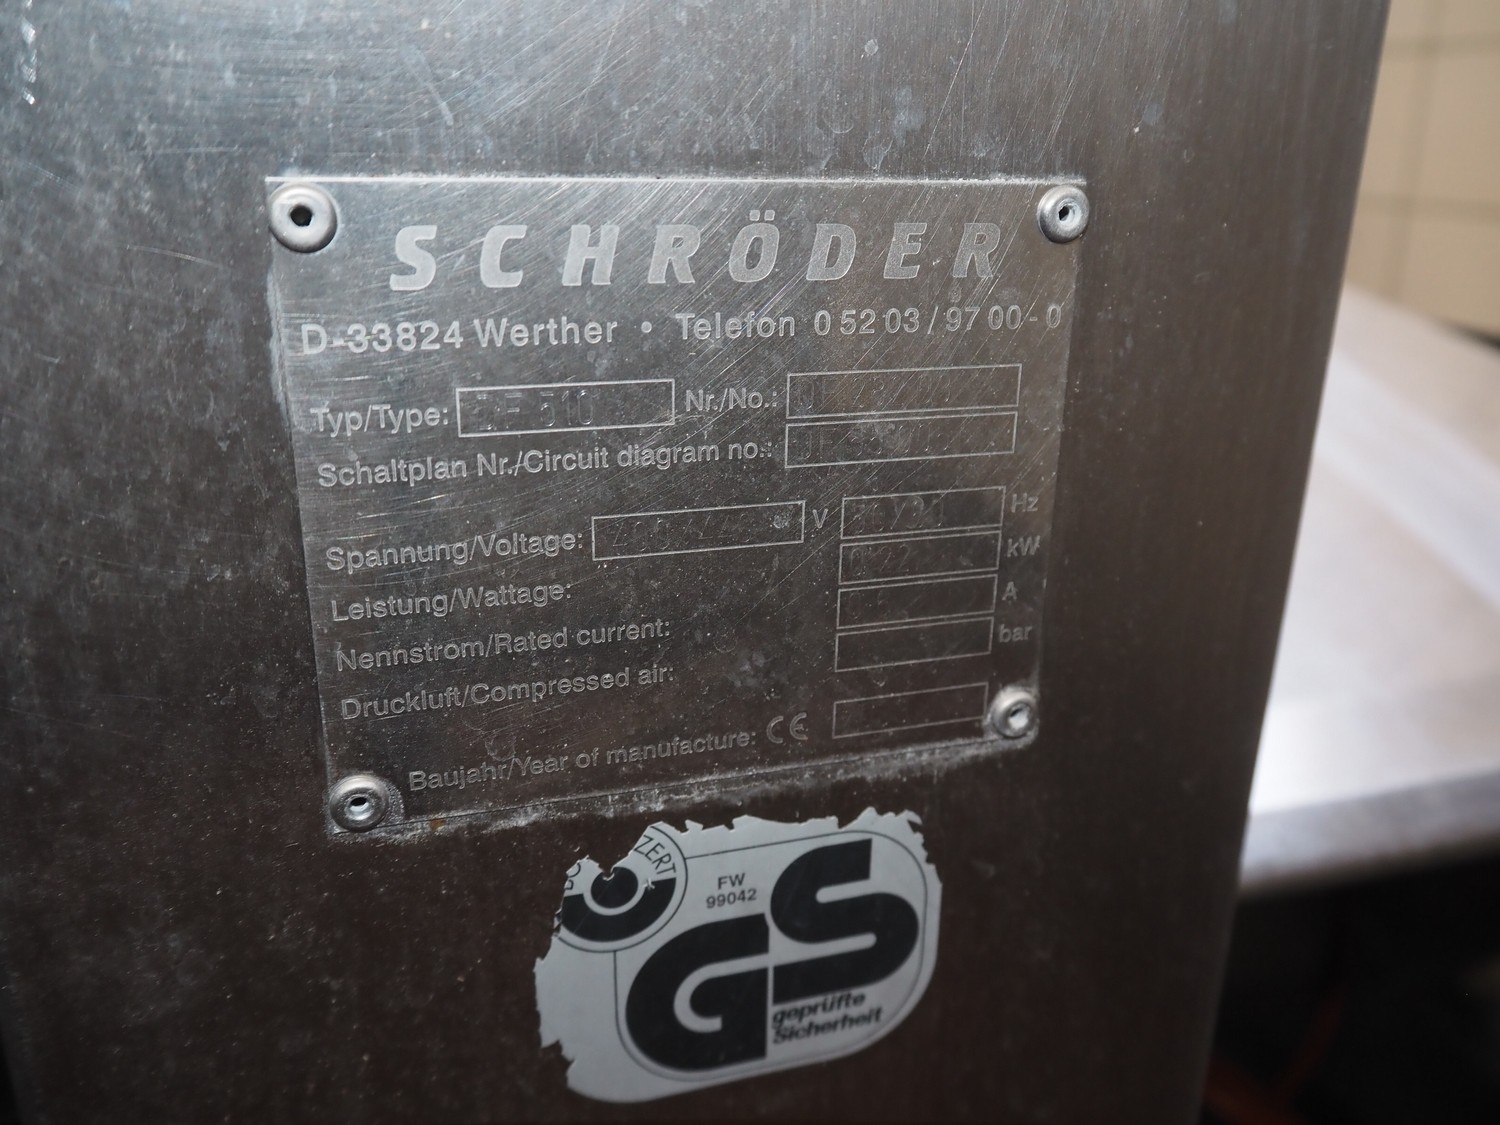 SCHRÖDER
D-33824 Werther • Telefon 0 52 03 / 97 00 - 0
Typ/Type: 510 Nr./No.:
Schaltplan Nr./Circuit diagram no.:
Spannung/Voltage: V Hz
Leistung/Wattage: kW
Nennstrom/Rated current: A
Druckluft/Compressed air: bar
Baujahr/Year of manufacture: CE
ZERT
FW
99042
GS
geprüfte
Sicherheit